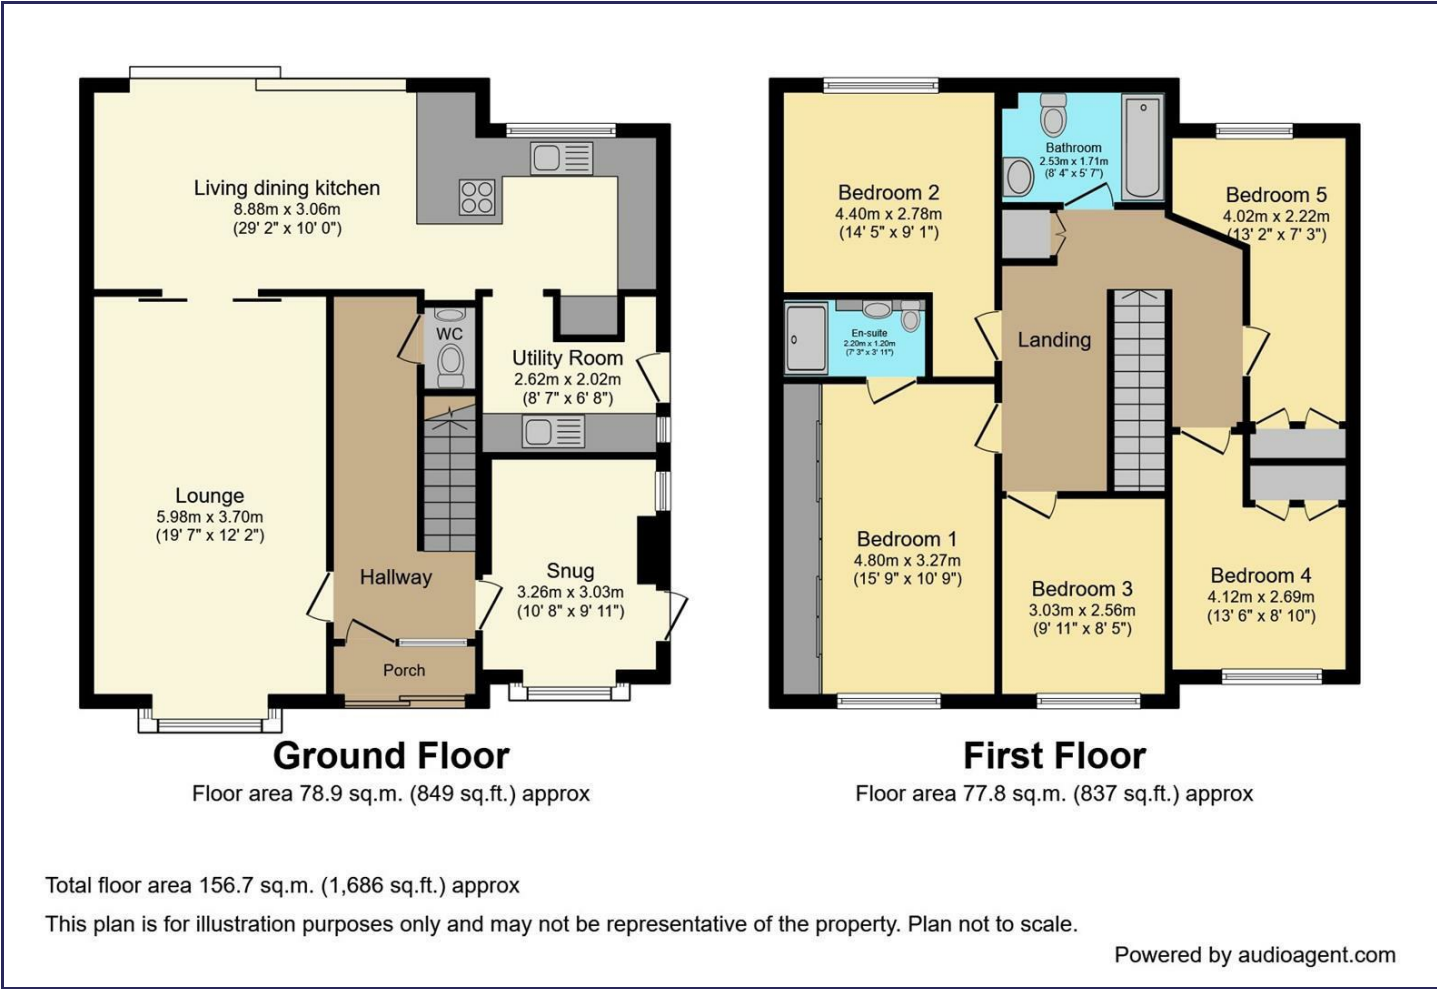 Living dining kitchen
8.88m x 3.06m
(29' 2" x 10' 0")
WC
Utility Room
2.62m x 2.02m
(8' 7" x 6' 8")
Lounge
5.98m x 3.70m
(19' 7" x 12' 2")
Hallway
Snug
3.26m x 3.03m
(10' 8" x 9' 11")
Porch
Ground Floor
Floor area 78.9 sq.m. (849 sq.ft.) approx
Bedroom 2
4.40m x 2.78m
(14' 5" x 9' 1")
Bathroom
2.53m x 1.71m
(8' 4" x 5' 7")
Bedroom 5
4.02m x 2.22m
(13' 2" x 7' 3")
En-suite
2.20m x 1.20m
(7' 3" x 3' 11")
Landing
Bedroom 1
4.80m x 3.27m
(15' 9" x 10' 9")
Bedroom 3
3.03m x 2.56m
(9' 11" x 8' 5")
Bedroom 4
4.12m x 2.69m
(13' 6" x 8' 10")
First Floor
Floor area 77.8 sq.m. (837 sq.ft.) approx
Total floor area 156.7 sq.m. (1,686 sq.ft.) approx
This plan is for illustration purposes only and may not be representative of the property. Plan not to scale.
Powered by audioagent.com